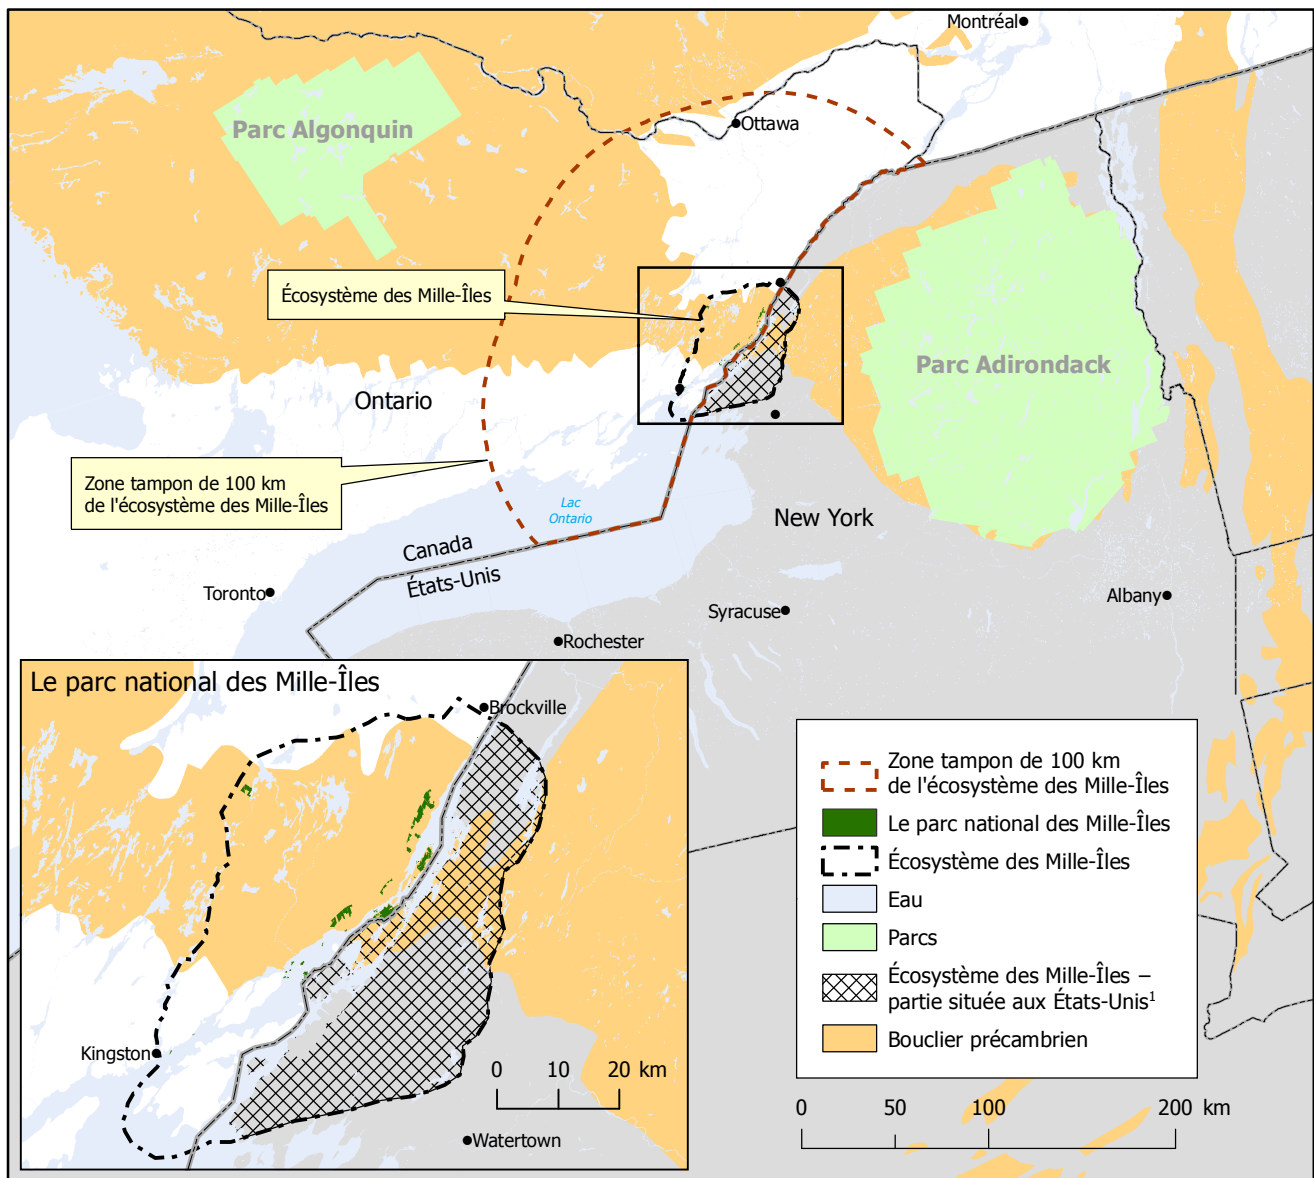 Montréal
Parc Algonquin
Ottawa
Écosystème des Mille-Îles
Parc Adirondack
Ontario
Zone tampon de 100 km
de l'écosystème des Mille-Îles
Lac
Ontario
New York
Canada
États-Unis
Toronto
Albany
Syracuse
Rochester
Le parc national des Mille-Îles
Brockville
Kingston
0 10 20 km
Watertown
Zone tampon de 100 km
de l'écosystème des Mille-Îles
Le parc national des Mille-Îles
Écosystème des Mille-Îles
Eau
Parcs
Écosystème des Mille-Îles –
partie située aux États-Unis¹
Bouclier précambrien
0 50 100 200 km